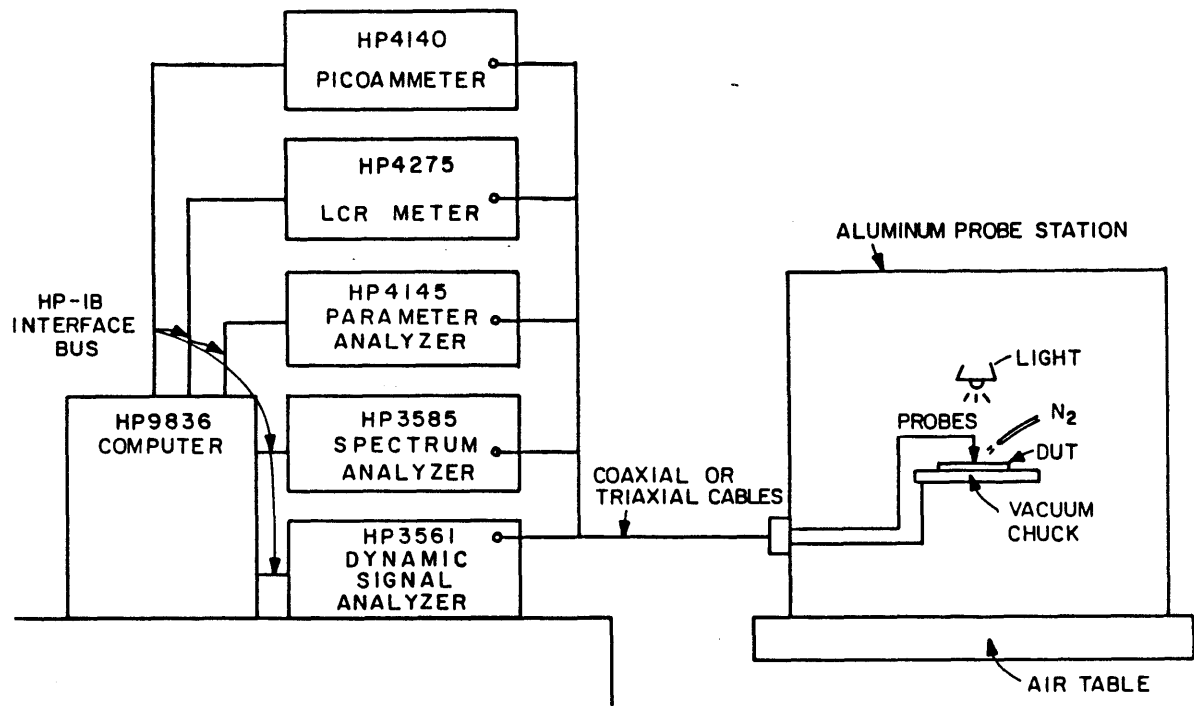 HP4140
PICOAMMETER
HP4275
LCR METER
HP4145
PARAMETER
ANALYZER
HP-IB
INTERFACE
BUS
HP9836
COMPUTER
HP3585
SPECTRUM
ANALYZER
HP3561
DYNAMIC
SIGNAL
ANALYZER
COAXIAL OR
TRIAXIAL CABLES
ALUMINUM PROBE STATION
LIGHT
PROBES
N₂
DUT
VACUUM
CHUCK
AIR TABLE